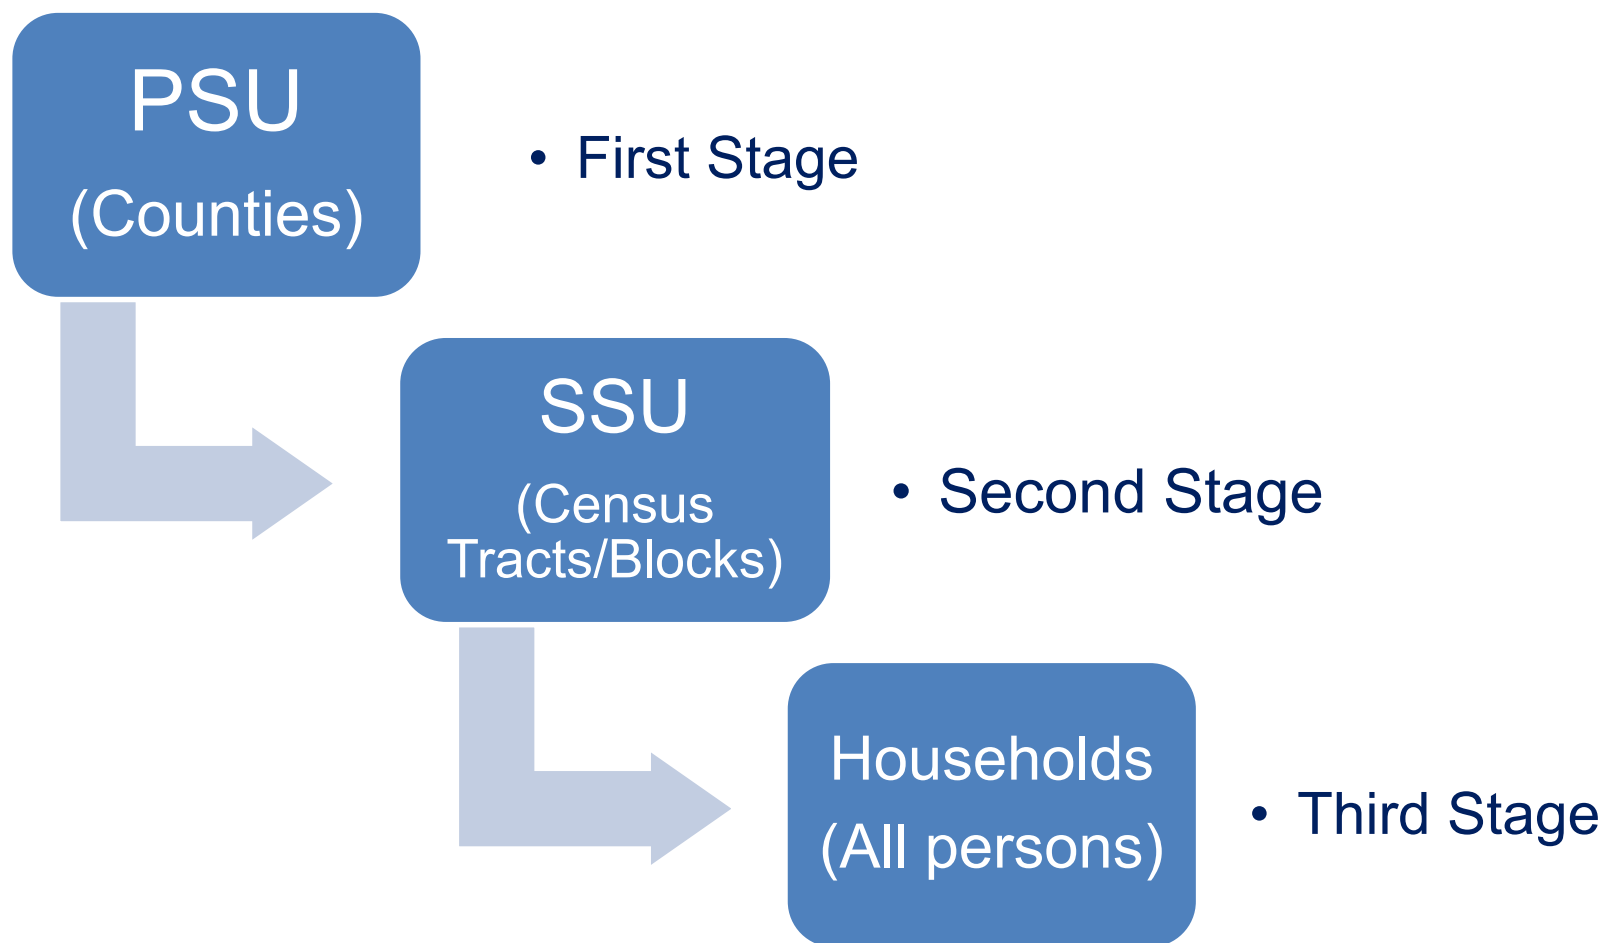 PSU
(Counties)
• First Stage
SSU
(Census
Tracts/Blocks)
• Second Stage
Households
(All persons)
• Third Stage